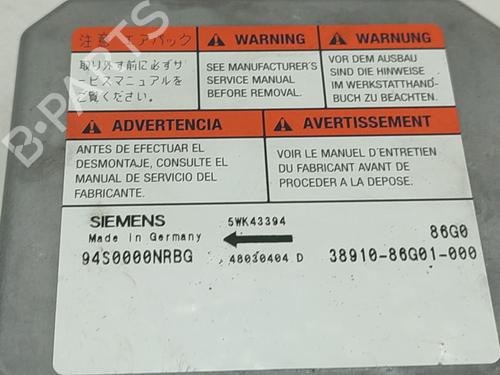 注意 エアバック
取り外す前に必ずサ
ービスマニュアルを
ご覧ください。
WARNING
SEE MANUFACTURER'S
SERVICE MANUAL
BEFORE REMOVAL.
WARNUNG
VOR DEM AUSBAU
SIND DIE HINWEISE
IM WERKSTATTHAND-
BUCH ZU BEACHTEN.
ADVERTENCIA
ANTES DE EFECTUAR EL
DESMONTAJE, CONSULTE EL
MANUAL DE SERVICIO DEL
FABRICANTE.
AVERTISSEMENT
VOIR LE MANUEL D'ENTRETIEN
DU FABRICANT AVANT DE
PROCEDER A LA DEPOSE.
SIEMENS
5WK43394
86G0
Made in Germany
94S0000NRBG
48030404 D
38910-86G01-000
B-PARTS